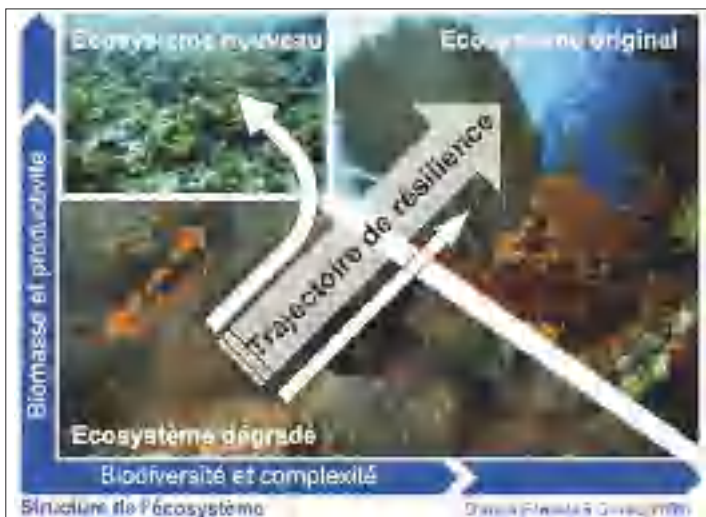 Ecosystème nouveau
Ecosystème original
Biomasse et productivité
Trajectoire de résilience
Ecosystème dégradé
Biodiversité et complexité
Structure de l'écosystème